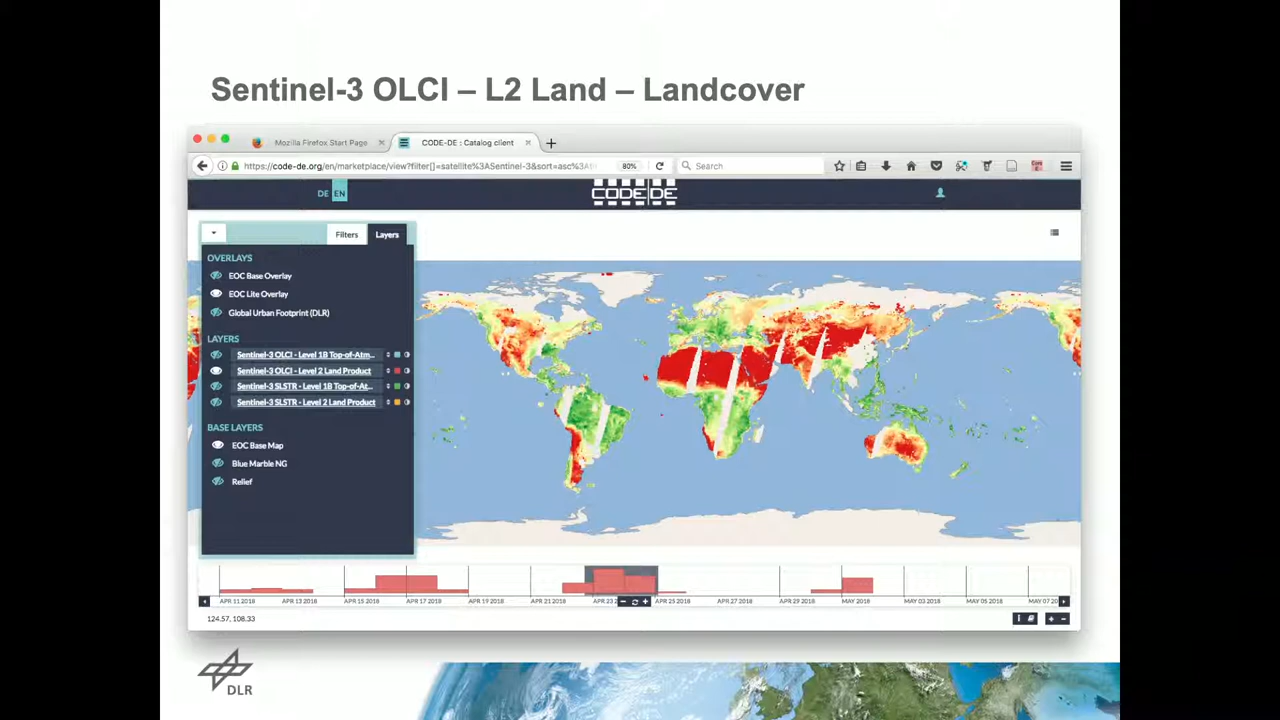 Sentinel-3 OLCI – L2 Land – Landcover
Mozilla Firefox Start Page
CODE-DE : Catalog client
https://code-de.org/en/marketplace/view?filter[]=satellite%3ASentinel-3&sort=asc%3A
80%
Search
DE EN
CODE DE
Filters
Layers
OVERLAYS
EOC Base Overlay
EOC Lite Overlay
Global Urban Footprint (DLR)
LAYERS
Sentinel-3 OLCI - Level 1B Top-of-Atm...
Sentinel-3 OLCI - Level 2 Land Product
Sentinel-3 SLSTR - Level 1B Top-of-At...
Sentinel-3 SLSTR - Level 2 Land Product
BASE LAYERS
EOC Base Map
Blue Marble NG
Relief
APR 11 2018 APR 13 2018 APR 15 2018 APR 17 2018 APR 19 2018 APR 21 2018 APR 23 APR 25 2018 APR 27 2018 APR 29 2018 MAY 2018 MAY 03 2018 MAY 05 2018 MAY 07 20
124.57, 108.33
DLR